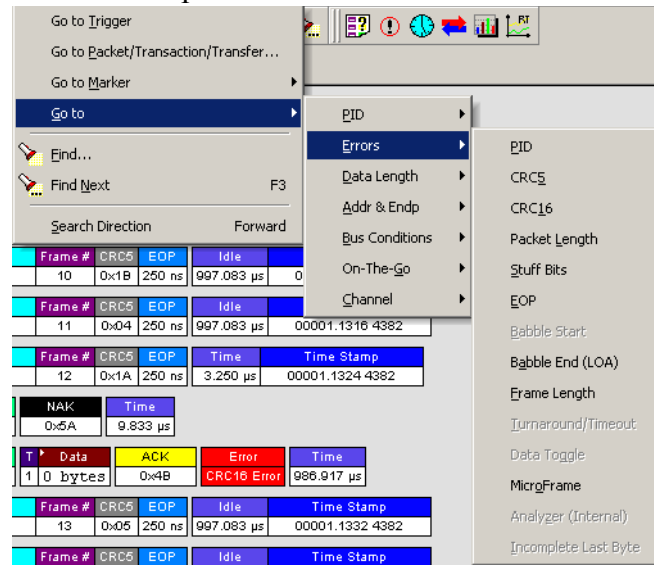 Go to Trigger
Go to Packet/Transaction/Transfer...
Go to Marker
Go to
Find...
Find Next F3
Search Direction Forward
PID
Errors
Data Length
Addr & Endp
Bus Conditions
On-The-Go
Channel
PID
CRC5
CRC16
Packet Length
Stuff Bits
EOP
Babble Start
Babble End (LOA)
Frame Length
Turnaround/Timeout
Data Toggle
MicroFrame
Analyzer (Internal)
Incomplete Last Byte
RT
Frame # CRC5 EOP Idle
10 0x1B 250 ns 997.083 µs 0
Frame # CRC5 EOP Idle
11 0x04 250 ns 997.083 µs 00001.1316 4382
Frame # CRC5 EOP Time Time Stamp
12 0x1A 250 ns 3.250 µs 00001.1324 4382
NAK Time
0x5A 9.833 µs
T Data ACK Error Time
1 0 bytes 0x4B CRC16 Error 986.917 µs
Frame # CRC5 EOP Idle Time Stamp
13 0x05 250 ns 997.083 µs 00001.1332 4382
Frame # CRC5 EOP Idle Time Stamp